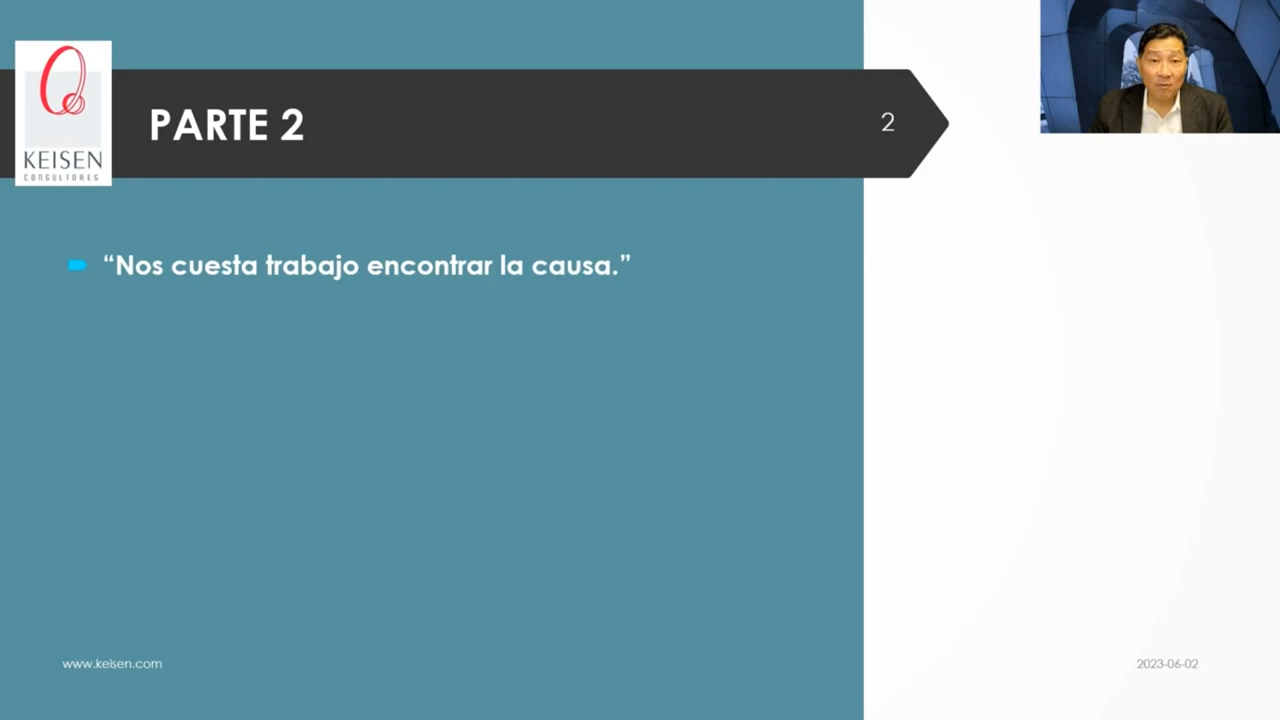 KEISEN
CONSULTORES
PARTE 2
2
“Nos cuesta trabajo encontrar la causa.”
www.keisen.com
2023-06-02